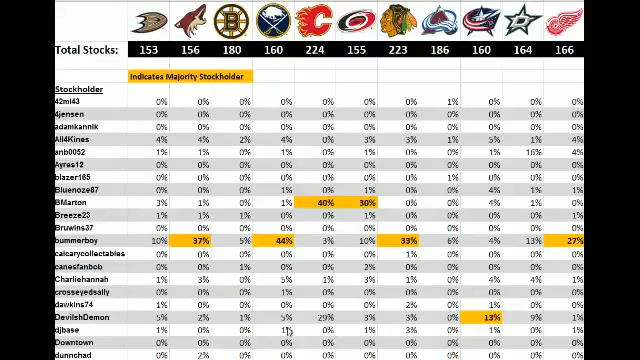 Total Stocks: 153 156 180 160 224 155 223 186 160 164 166
Indicates Majority Stockholder
Stockholder
42mi43 0% 0% 0% 0% 0% 0% 0% 1% 0% 0% 0%
4jensen 0% 0% 0% 0% 0% 0% 0% 0% 0% 0% 0%
adamkannik 0% 0% 0% 0% 0% 0% 0% 0% 0% 0% 0%
All4Kines 4% 4% 2% 4% 0% 3% 3% 1% 5% 1% 4%
anb0052 1% 1% 0% 1% 0% 1% 1% 0% 1% 16% 4%
Ayres12 0% 0% 0% 0% 0% 0% 0% 0% 0% 0% 0%
blazer165 0% 0% 0% 0% 0% 0% 0% 1% 0% 0% 0%
Bluenoze87 0% 0% 0% 1% 0% 1% 0% 0% 4% 1% 1%
BMarton 3% 1% 0% 1% 40% 30% 0% 0% 4% 1% 0%
Breeze23 1% 1% 1% 0% 0% 1% 0% 0% 0% 0% 0%
Bruwins37 0% 0% 0% 0% 0% 0% 0% 0% 0% 0% 0%
bummerboy 10% 37% 5% 44% 3% 10% 33% 6% 4% 13% 27%
calcarycollectables 0% 0% 0% 0% 0% 0% 1% 0% 0% 0% 0%
canesfanbob 0% 0% 0% 1% 0% 2% 0% 0% 0% 0% 0%
Charliehannah 1% 3% 0% 5% 1% 3% 1% 0% 4% 4% 1%
crosseyedsally 0% 0% 0% 1% 0% 0% 0% 0% 0% 0% 0%
dawkins74 1% 0% 0% 0% 0% 0% 2% 0% 1% 0% 0%
DevilshDemon 5% 2% 1% 5% 29% 3% 3% 0% 13% 9% 1%
djbase 1% 0% 0% 1% 0% 1% 3% 0% 1% 0% 1%
Downtown 0% 0% 0% 0% 0% 0% 0% 0% 0% 0% 0%
dunnchad 0% 2% 0% 0% 0% 0% 0% 0% 0% 0% 0%